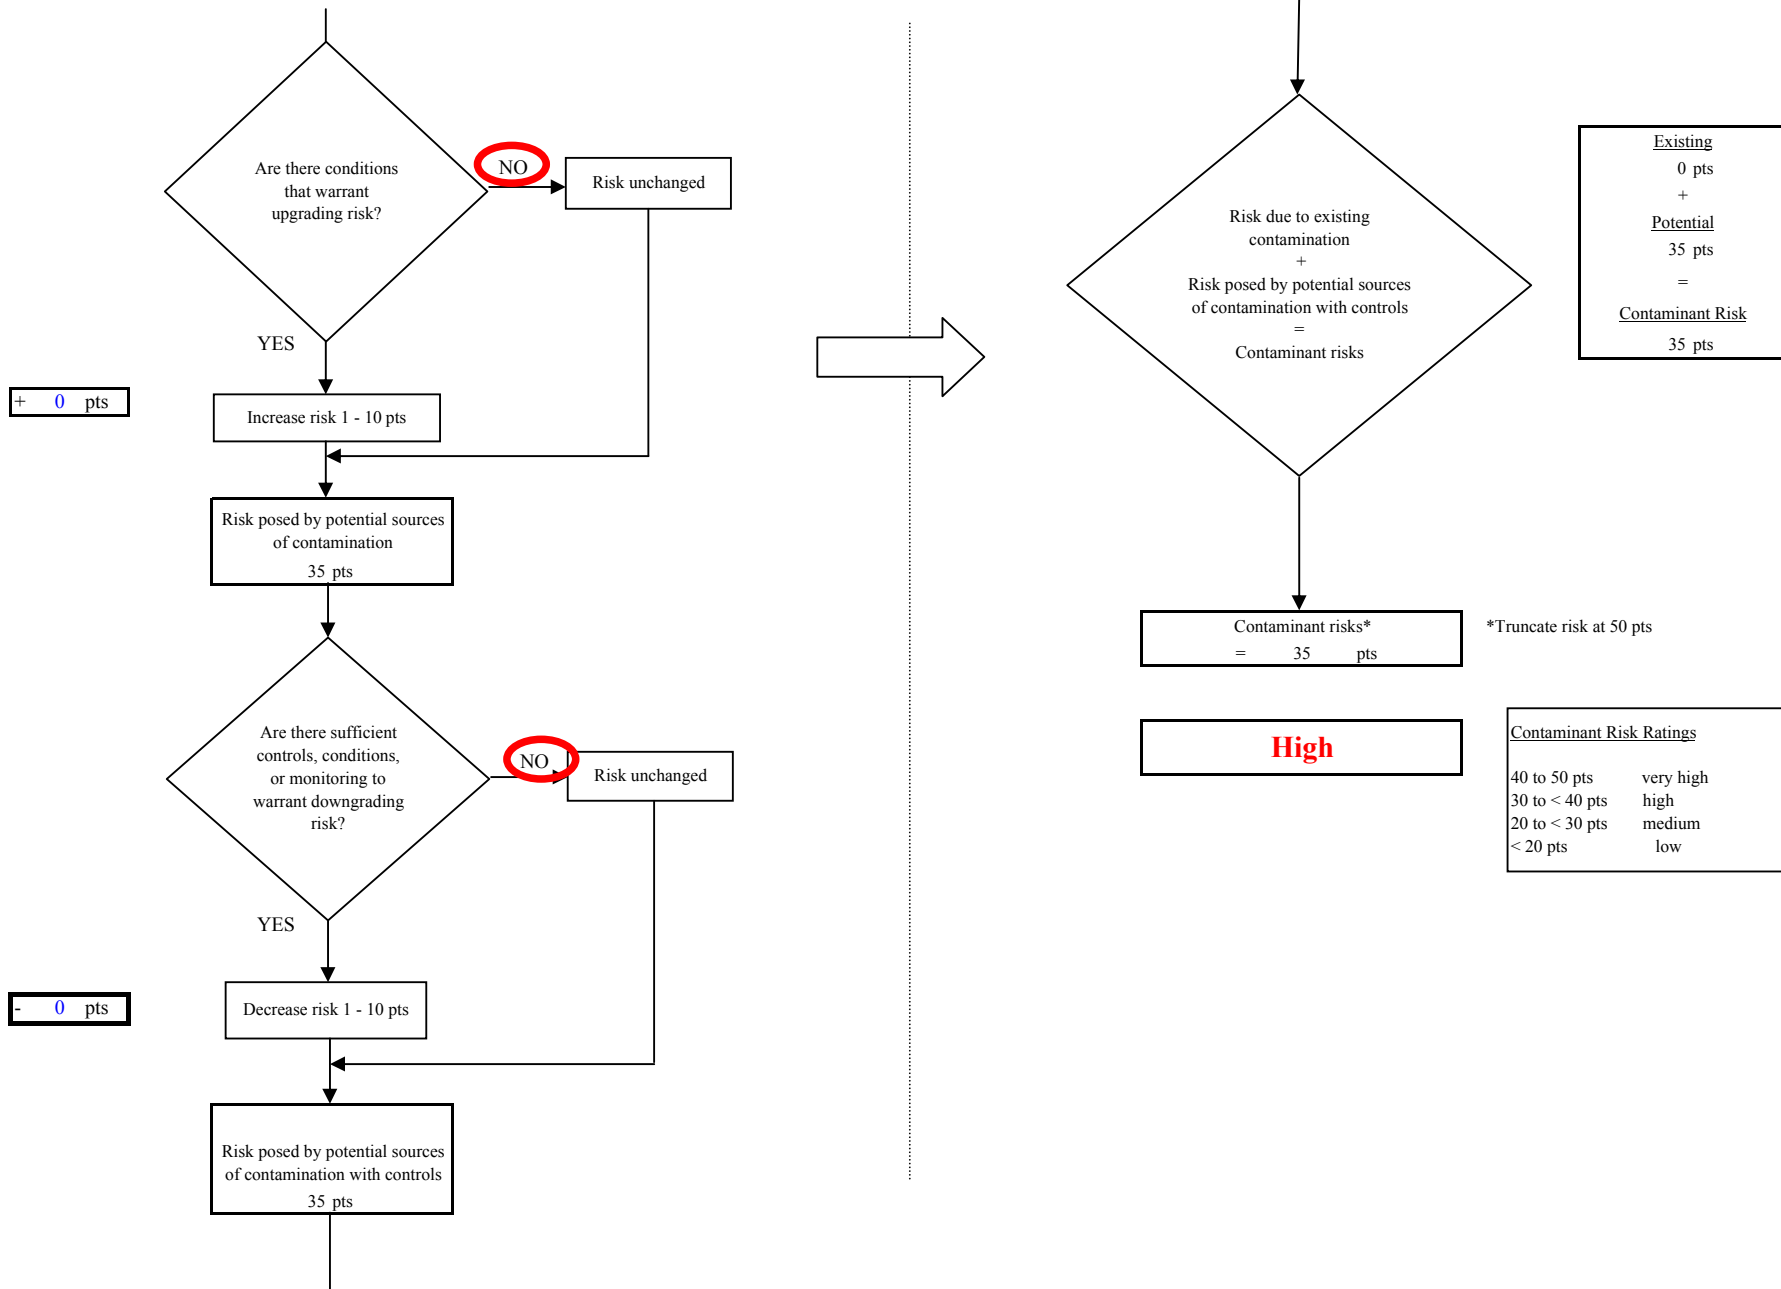 Are there conditions
that warrant
upgrading risk?
NO
Risk unchanged
YES
+ 0 pts
Increase risk 1 - 10 pts
Risk posed by potential sources
of contamination
35 pts
Are there sufficient
controls, conditions,
or monitoring to
warrant downgrading
risk?
NO
Risk unchanged
YES
- 0 pts
Decrease risk 1 - 10 pts
Risk posed by potential sources
of contamination with controls
35 pts
Risk due to existing
contamination
+
Risk posed by potential sources
of contamination with controls
=
Contaminant risks
Existing
0 pts
+
Potential
35 pts
=
Contaminant Risk
35 pts
Contaminant risks*
= 35 pts
*Truncate risk at 50 pts
High
Contaminant Risk Ratings
40 to 50 pts very high
30 to < 40 pts high
20 to < 30 pts medium
< 20 pts low